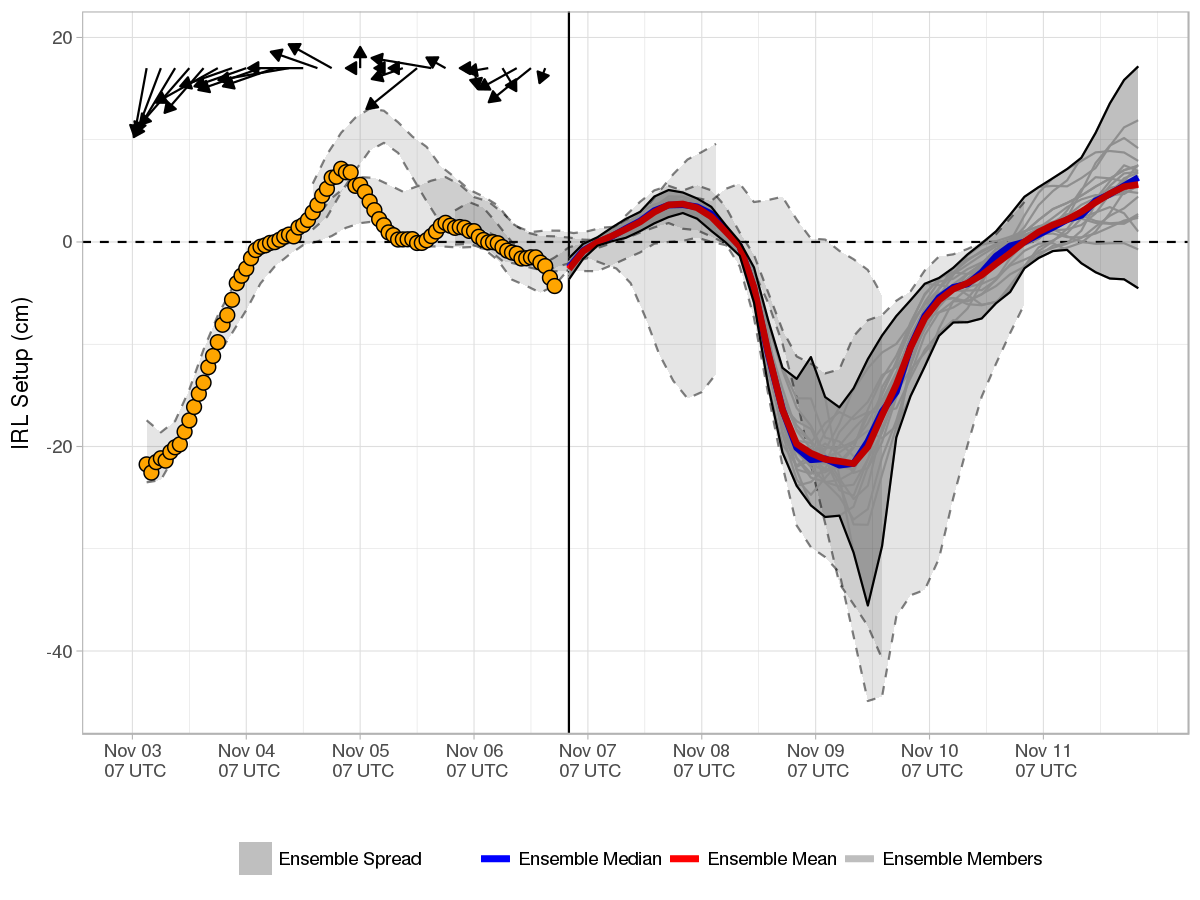 IRL Setup (cm)
20
0
-20
-40
Nov 03 Nov 04 Nov 05 Nov 06 Nov 07 Nov 08 Nov 09 Nov 10 Nov 11
07 UTC 07 UTC 07 UTC 07 UTC 07 UTC 07 UTC 07 UTC 07 UTC 07 UTC
Ensemble Spread Ensemble Median Ensemble Mean Ensemble Members